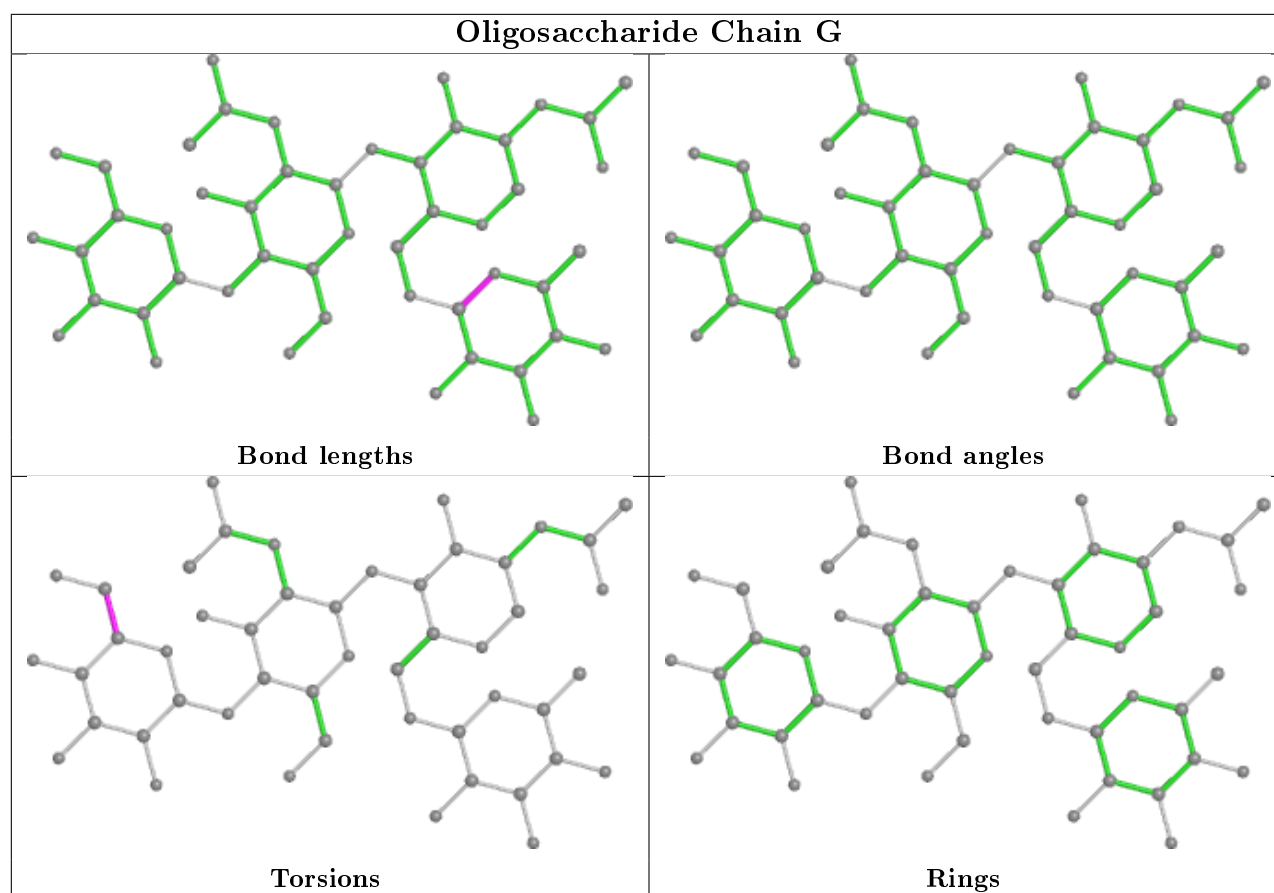 Oligosaccharide Chain G
Bond lengths
Bond angles
Torsions
Rings